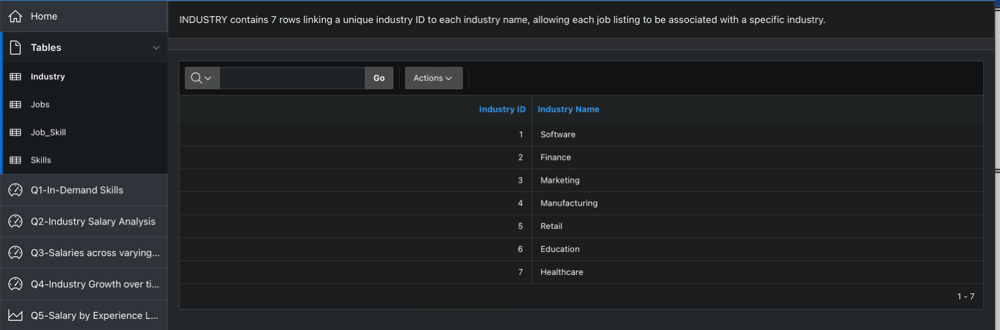 Home
Tables
Industry
Jobs
Job_Skill
Skills
Q1-In-Demand Skills
Q2-Industry Salary Analysis
Q3-Salaries across varying...
Q4-Industry Growth over ti...
Q5-Salary by Experience L...
INDUSTRY contains 7 rows linking a unique industry ID to each industry name, allowing each job listing to be associated with a specific industry.
Go Actions
Industry ID Industry Name
1 Software
2 Finance
3 Marketing
4 Manufacturing
5 Retail
6 Education
7 Healthcare
1 - 7